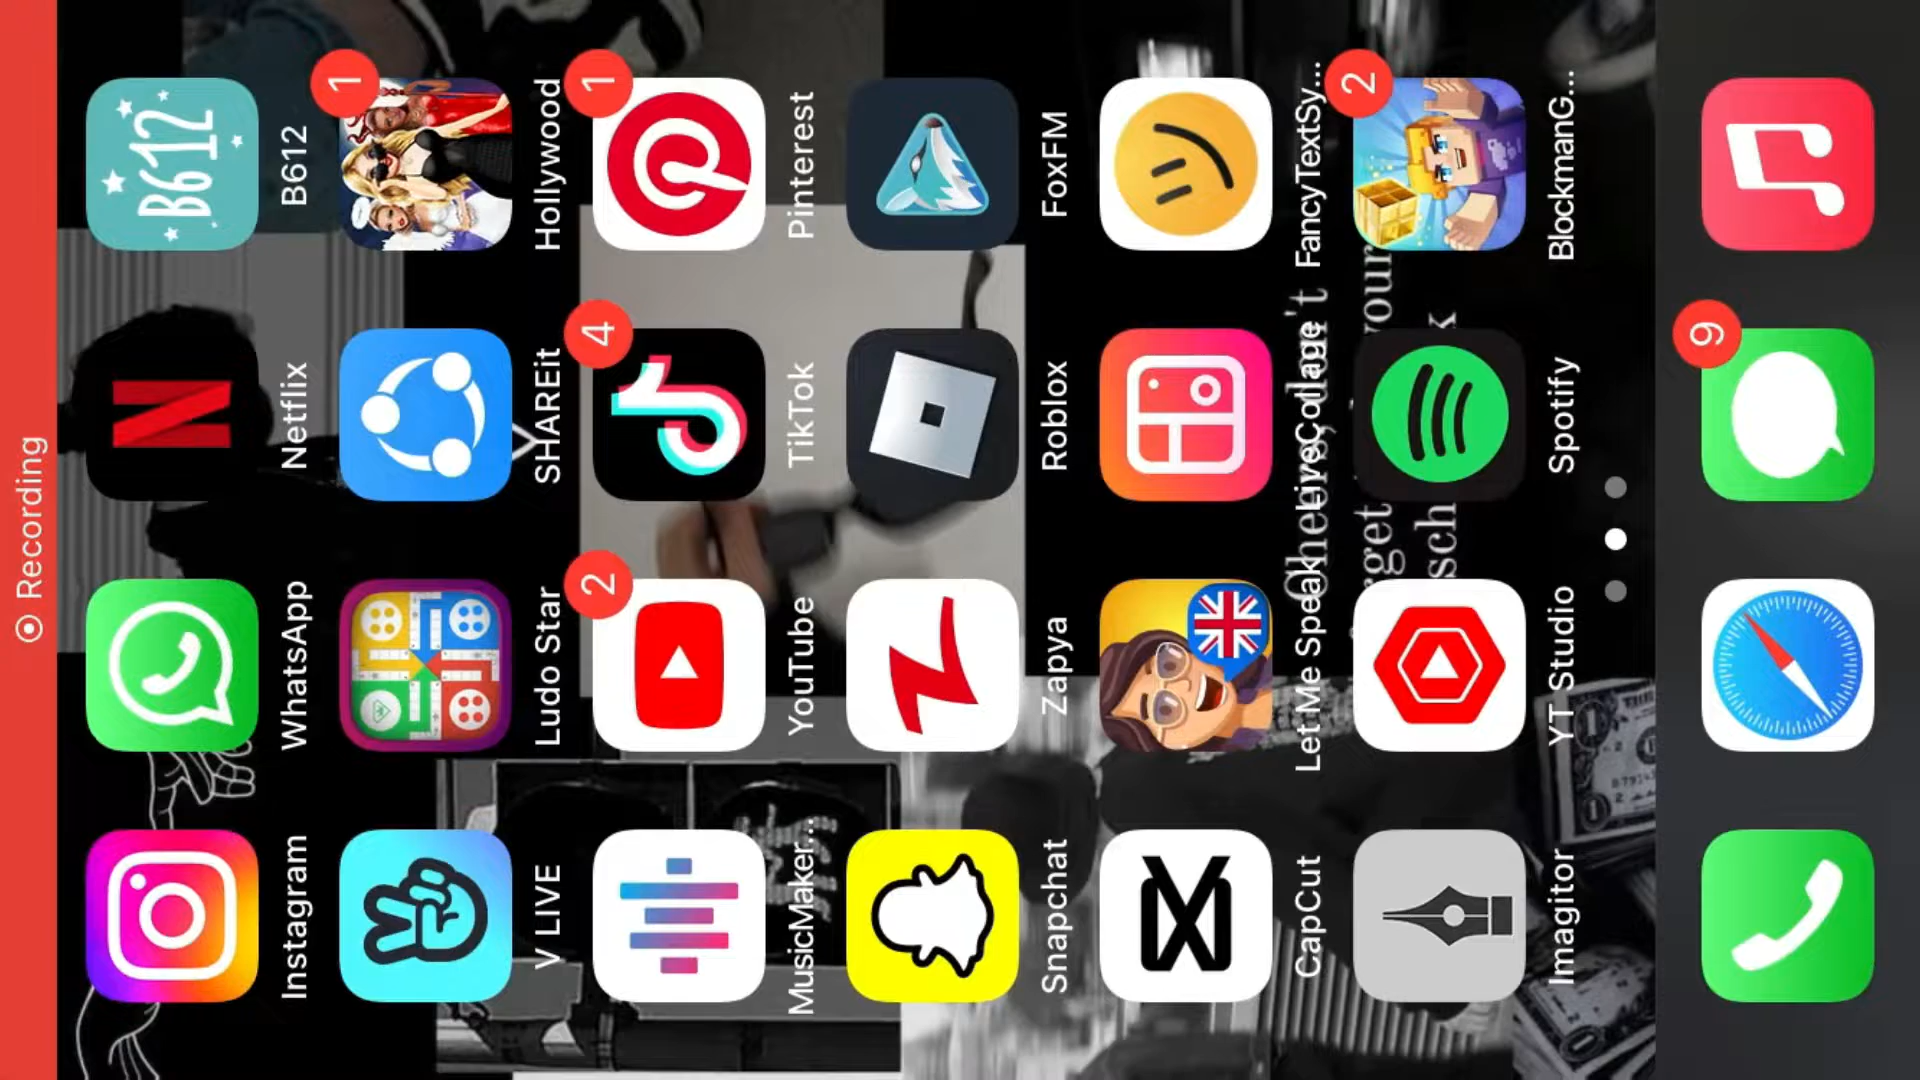 Recording
B612
Instagram WhatsApp Netflix B612
1
V LIVE Ludo Star SHAREit Hollywood
2 4 1
MusicMaker... YouTube TikTok Pinterest
Snapchat Zapya Roblox FoxFM
CapCut Let Me Speak LiveCollage FancyTextSy...
2
Imagitor YT Studio Spotify BlockmanG...
9